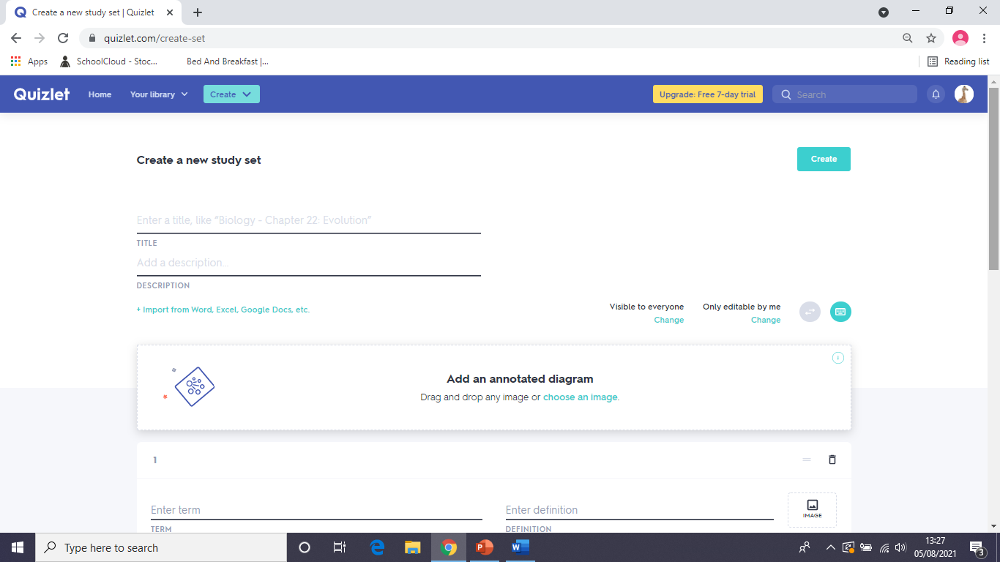 Create a new study set | Quizlet
quizlet.com/create-set
Apps SchoolCloud - Stoc... Bed And Breakfast |... Reading list
Quizlet Home Your library Create Upgrade: Free 7-day trial Search
Create a new study set Create
Enter a title, like "Biology - Chapter 22: Evolution"
TITLE
Add a description...
DESCRIPTION
+ Import from Word, Excel, Google Docs, etc. Visible to everyone Only editable by me
Change Change
Add an annotated diagram
Drag and drop any image or choose an image.
1
Enter term Enter definition IMAGE
TERM DEFINITION
Type here to search 13:27
05/08/2021 3